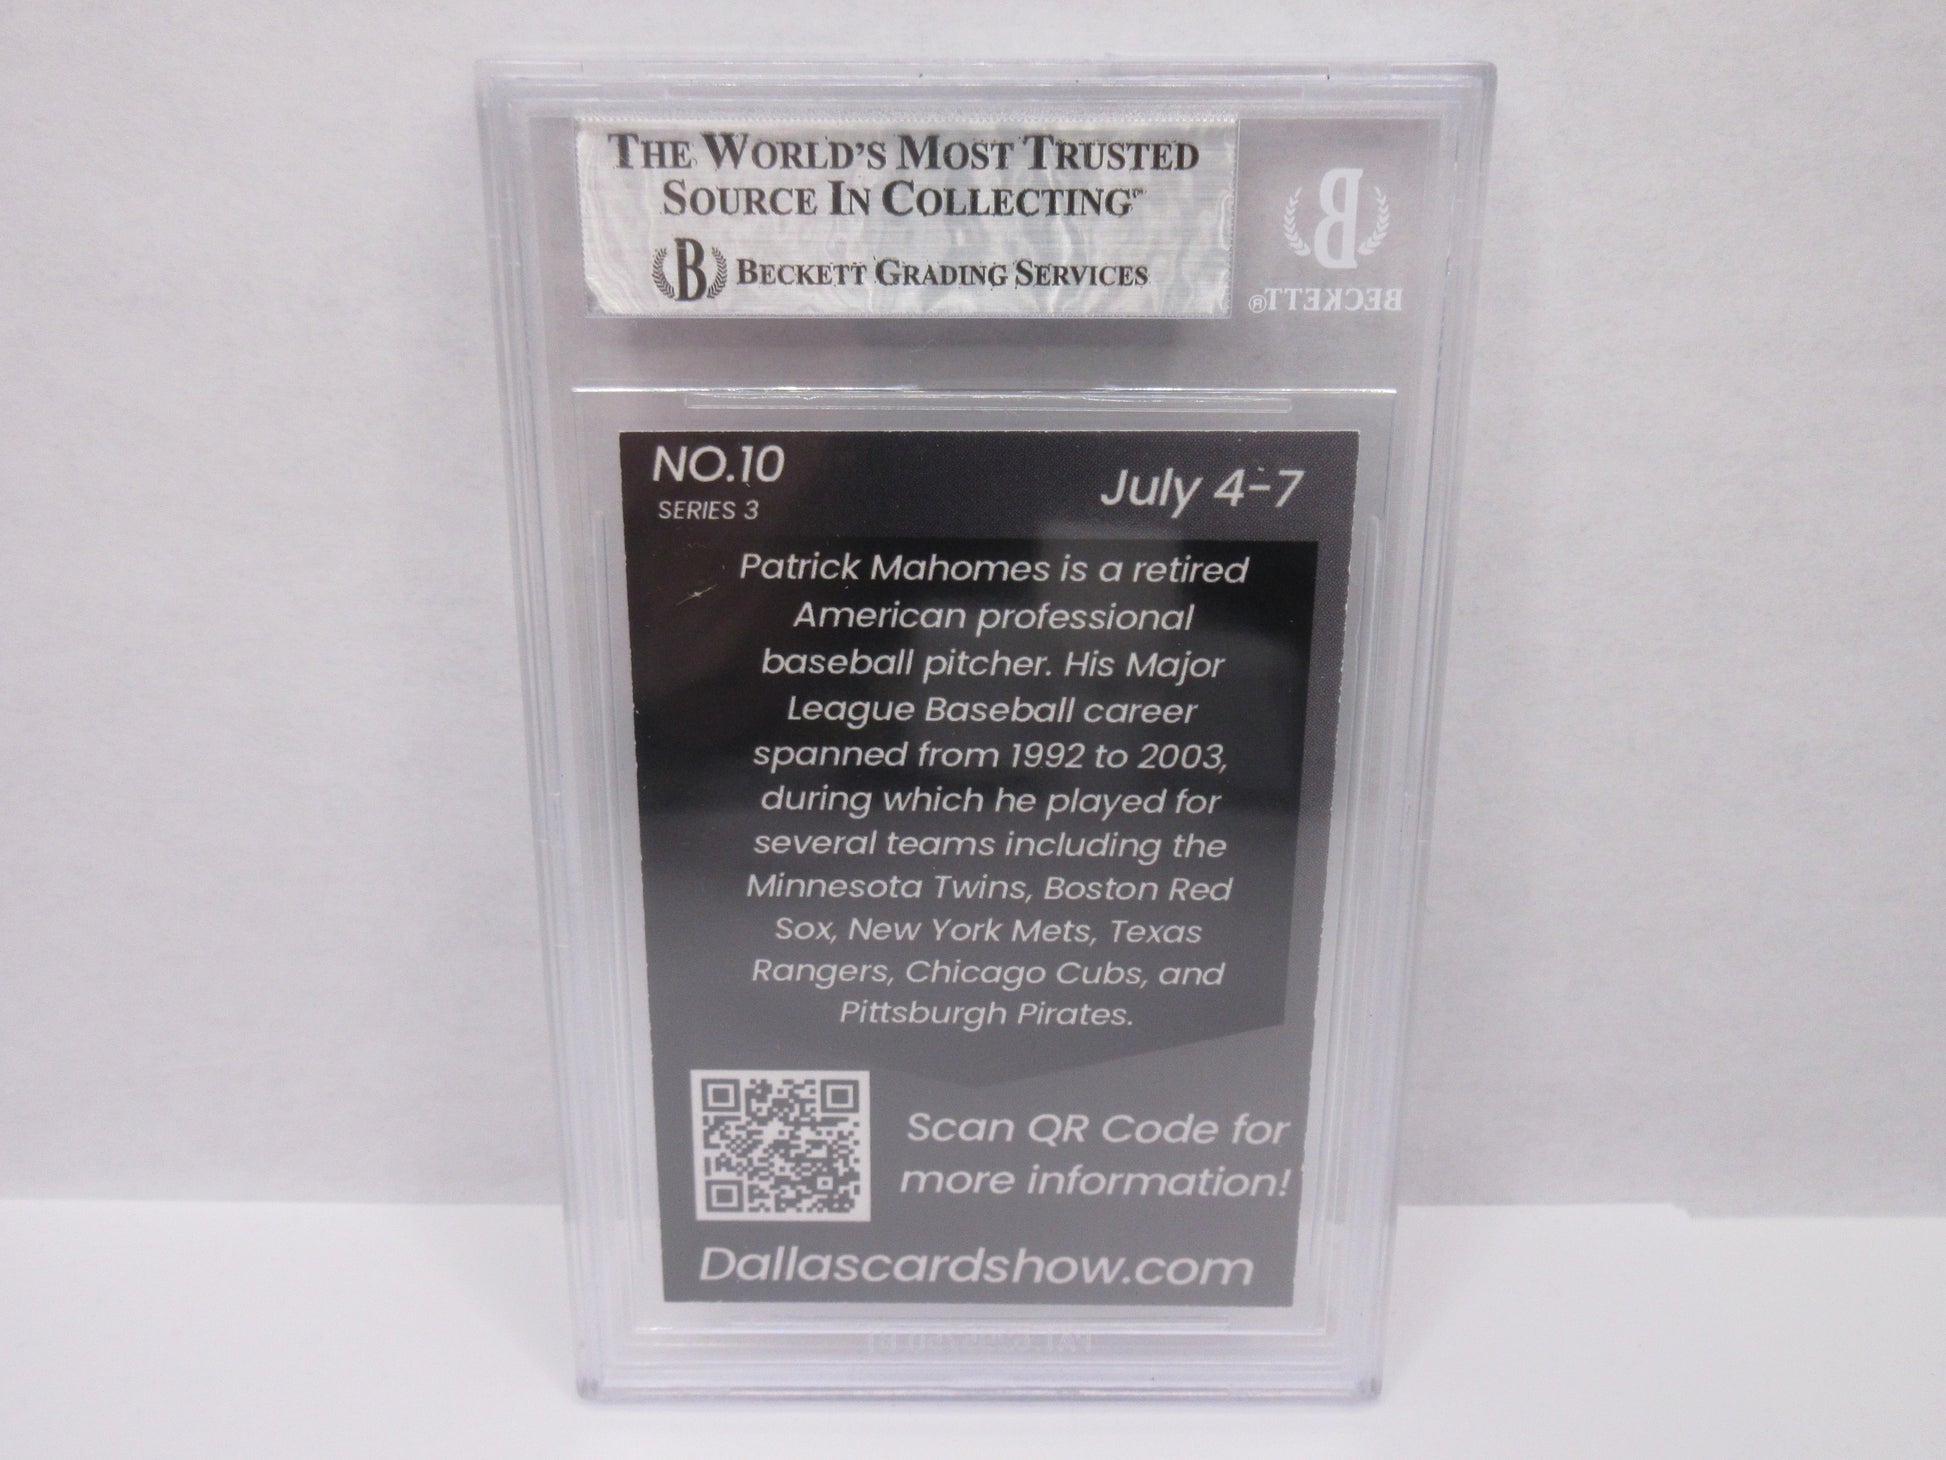 THE WORLD'S MOST TRUSTED
SOURCE IN COLLECTING™
B BECKETT GRADING SERVICES
B
BECKETT®
NO.10
SERIES 3
July 4-7
Patrick Mahomes is a retired
American professional
baseball pitcher. His Major
League Baseball career
spanned from 1992 to 2003,
during which he played for
several teams including the
Minnesota Twins, Boston Red
Sox, New York Mets, Texas
Rangers, Chicago Cubs, and
Pittsburgh Pirates.
Scan QR Code for
more information!
Dallascardshow.com